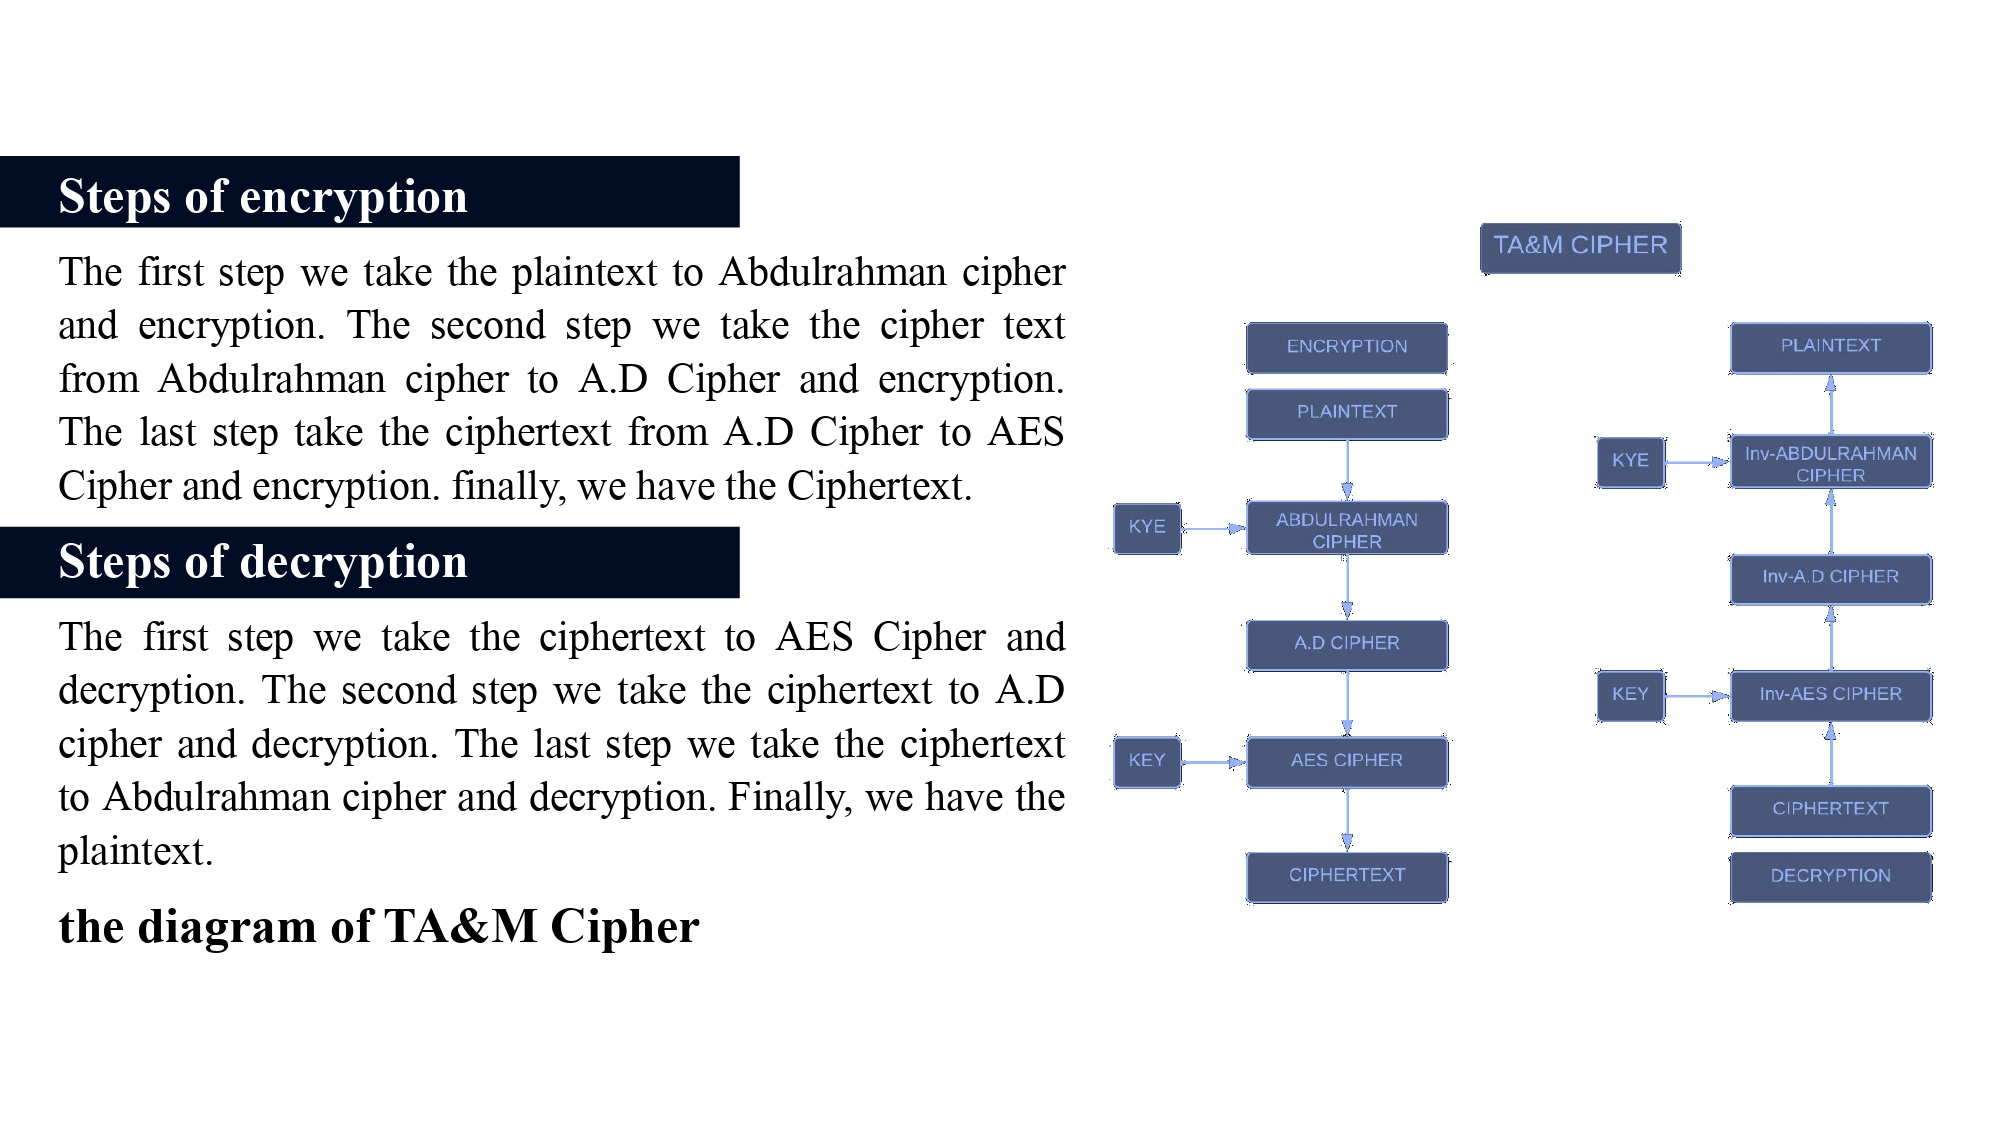 Steps of encryption
The first step we take the plaintext to Abdulrahman cipher
and encryption. The second step we take the cipher text
from Abdulrahman cipher to A.D Cipher and encryption.
The last step take the ciphertext from A.D Cipher to AES
Cipher and encryption. finally, we have the Ciphertext.
Steps of decryption
The first step we take the ciphertext to AES Cipher and
decryption. The second step we take the ciphertext to A.D
cipher and decryption. The last step we take the ciphertext
to Abdulrahman cipher and decryption. Finally, we have the
plaintext.
the diagram of TA&M Cipher
TA&M CIPHER
ENCRYPTION
PLAINTEXT
KYE
ABDULRAHMAN
CIPHER
A.D CIPHER
KEY
AES CIPHER
CIPHERTEXT
PLAINTEXT
KYE
Inv-ABDULRAHMAN
CIPHER
Inv-A.D CIPHER
KEY
Inv-AES CIPHER
CIPHERTEXT
DECRYPTION